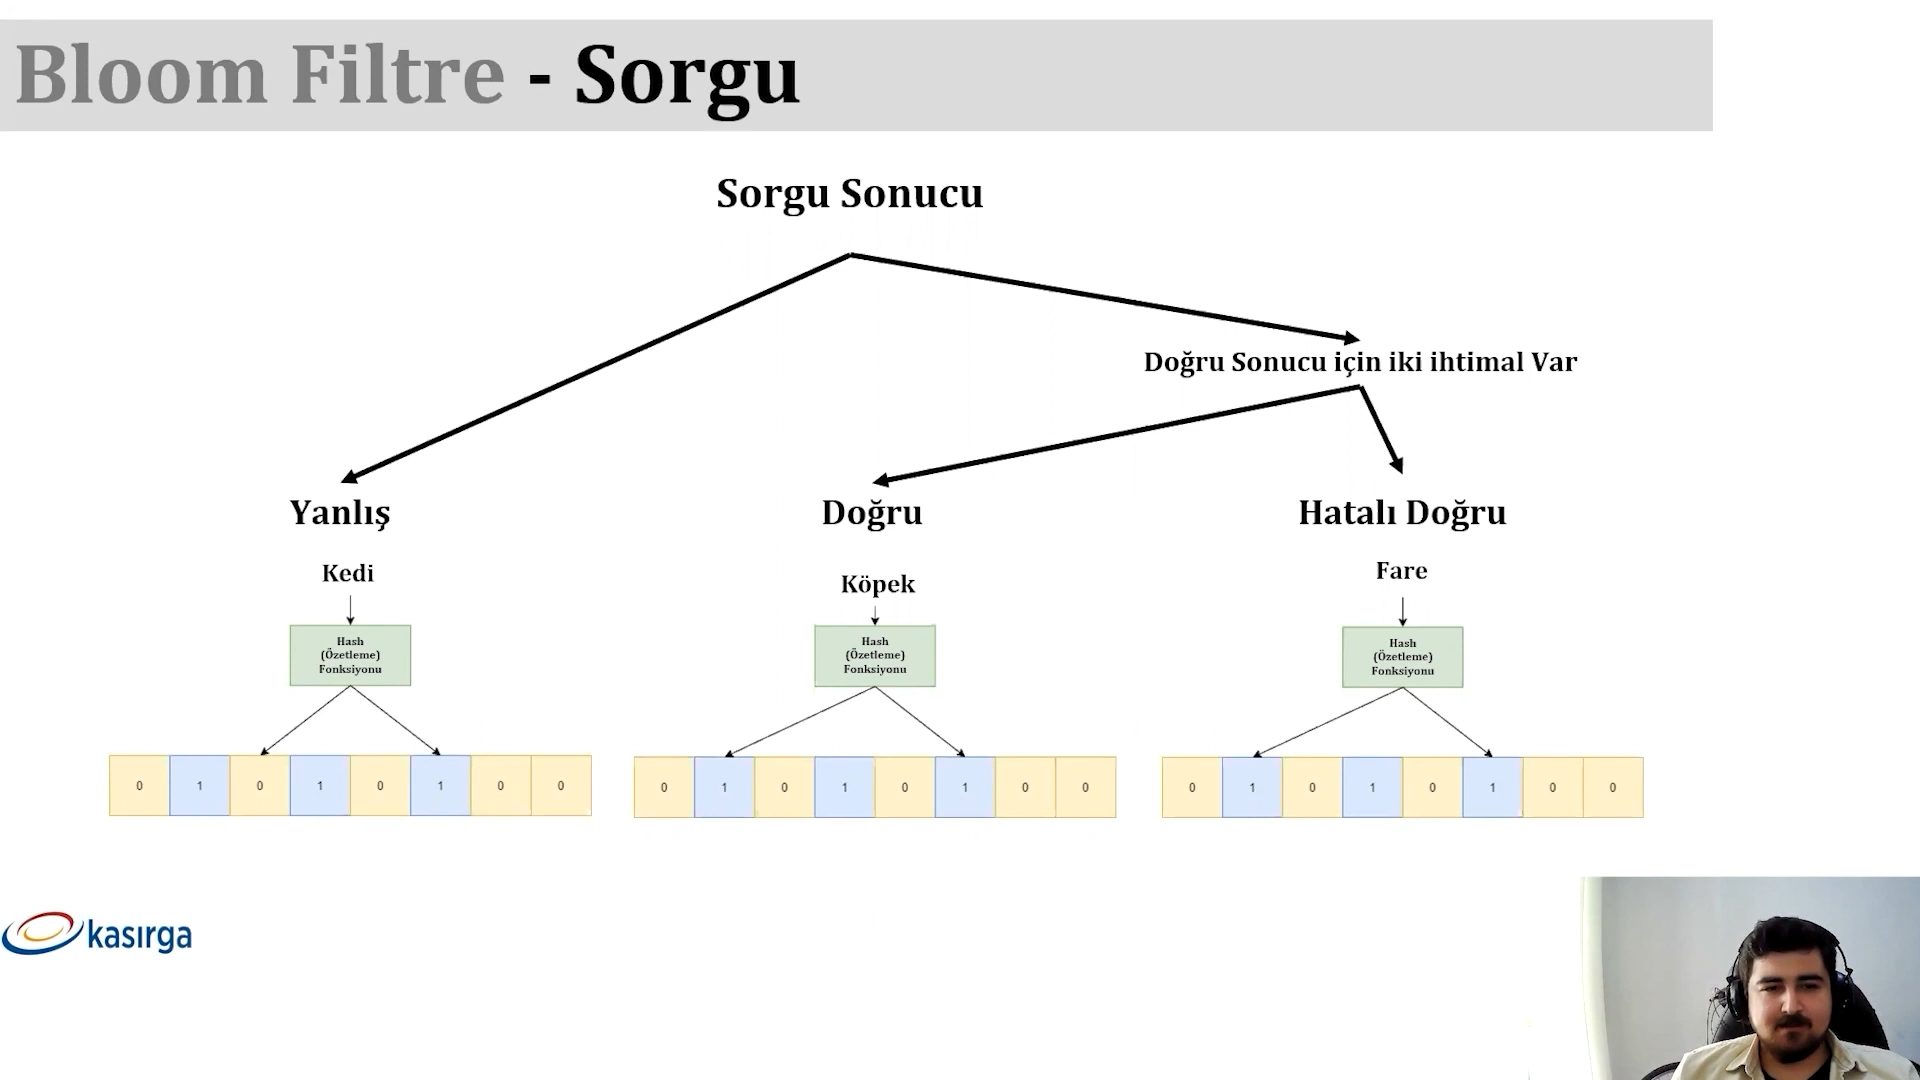 Bloom Filtre - Sorgu
Sorgu Sonucu
Doğru Sonucu için iki ihtimal Var
Yanlış
Doğru
Hatalı Doğru
Kedi
Köpek
Fare
Hash
(Özetleme)
Fonksiyonu
Hash
(Özetleme)
Fonksiyonu
Hash
(Özetleme)
Fonksiyonu
0 1 0 1 0 1 0 0
0 1 0 1 0 1 0 0
0 1 0 1 0 1 0 0
kasırga